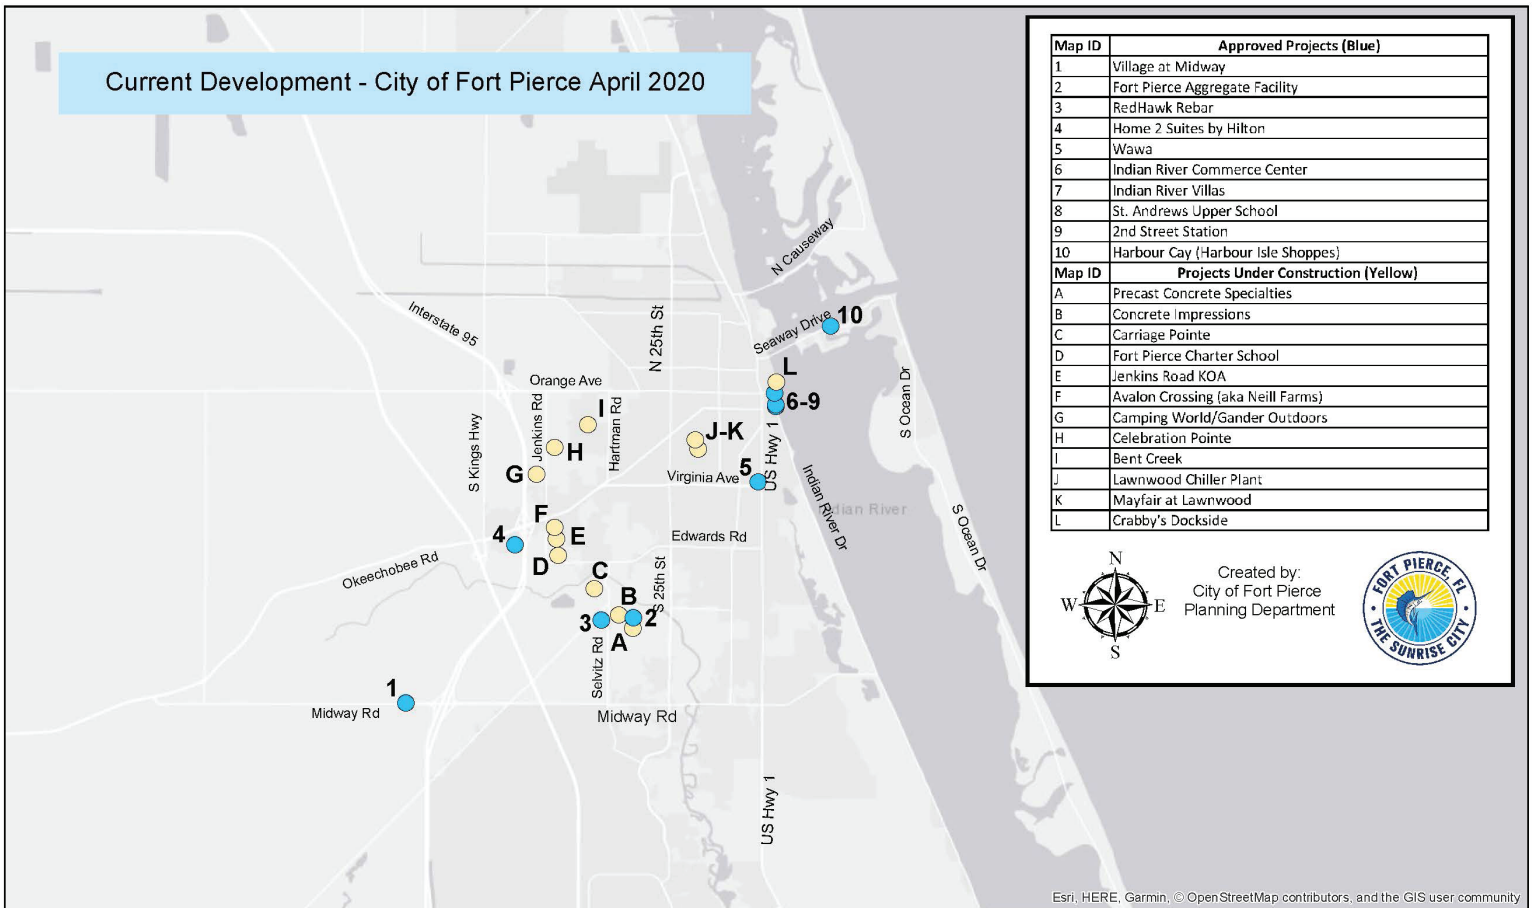 Current Development - City of Fort Pierce April 2020
Map ID Approved Projects (Blue)
1 Village at Midway
2 Fort Pierce Aggregate Facility
3 RedHawk Rebar
4 Home 2 Suites by Hilton
5 Wawa
6 Indian River Commerce Center
7 Indian River Villas
8 St. Andrews Upper School
9 2nd Street Station
10 Harbour Cay (Harbour Isle Shoppes)
Map ID Projects Under Construction (Yellow)
A Precast Concrete Specialties
B Concrete Impressions
C Carriage Pointe
D Fort Pierce Charter School
E Jenkins Road KOA
F Avalon Crossing (aka Neill Farms)
G Camping World/Gander Outdoors
H Celebration Pointe
I Bent Creek
J Lawnwood Chiller Plant
K Mayfair at Lawnwood
L Crabby's Dockside
N
W
E
S
Created by:
City of Fort Pierce
Planning Department
FORT PIERCE, FL
THE SUNRISE CITY
N Causeway
Interstate 95
N 25th St
Seaway Drive
10
L
Orange Ave
6-9
S Ocean Dr
S Kings Hwy
Jenkins Rd
I
Hartman Rd
H
J-K
US Hwy 1
G
Virginia Ave
5
Indian River Dr
Indian River
S Ocean Dr
F
E
4
D
Edwards Rd
Okeechobee Rd
C
S 25th St
B
2
3
A
Selvitz Rd
1
Midway Rd
Midway Rd
US Hwy 1
Esri, HERE, Garmin, © OpenStreetMap contributors, and the GIS user community